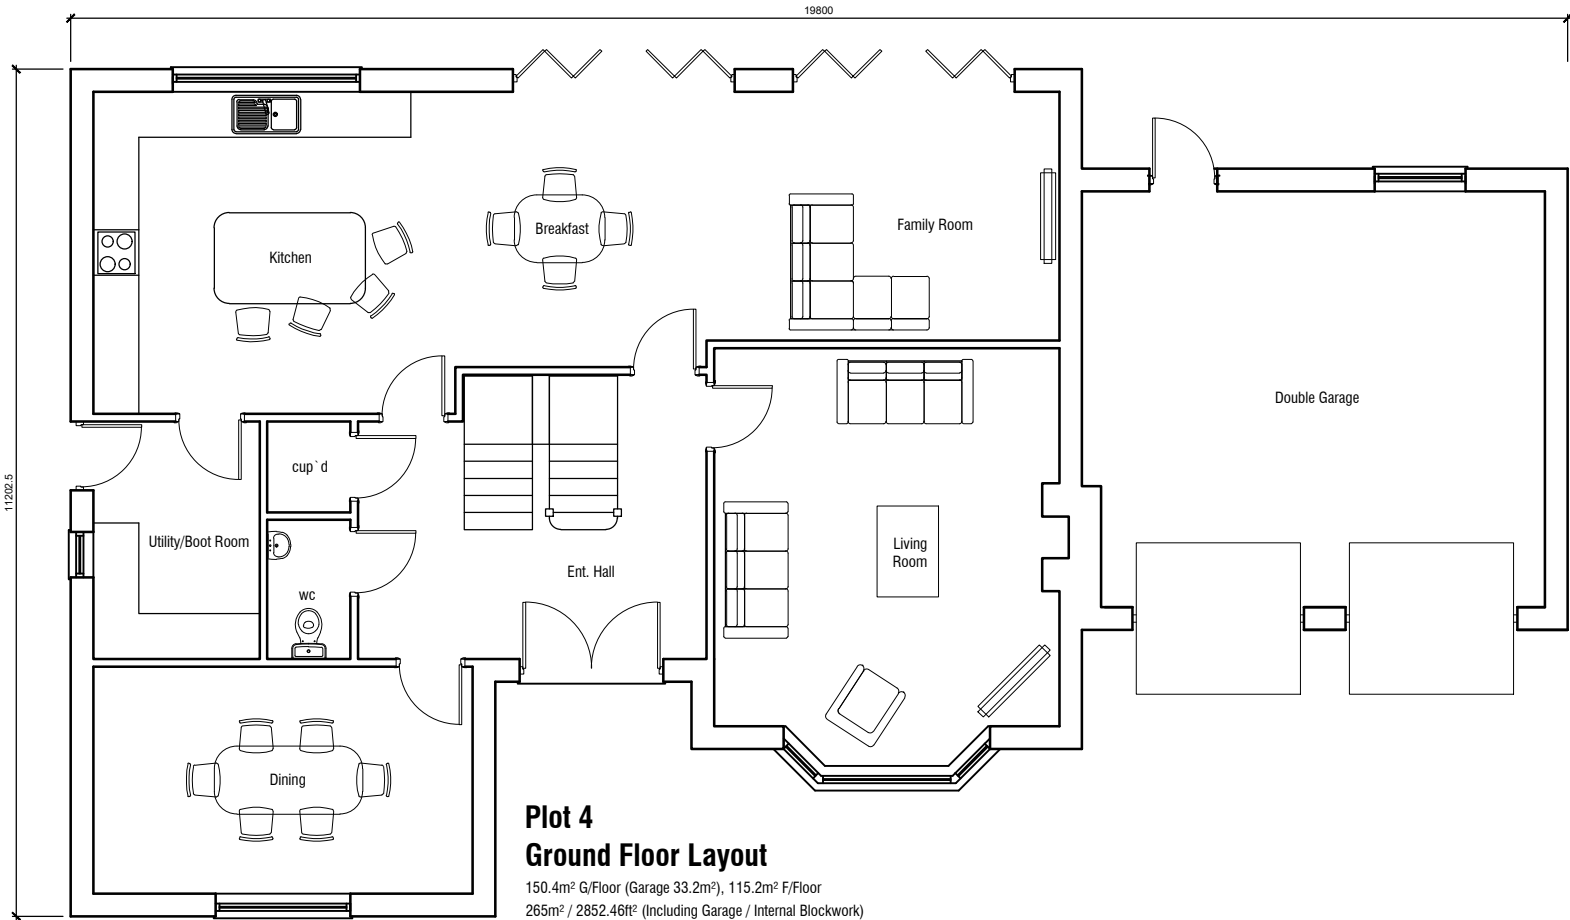 19800
11202.5
Breakfast
Family Room
Kitchen
Double Garage
cup`d
Utility/Boot Room
Living
Room
Ent. Hall
wc
Dining
Plot 4
Ground Floor Layout
150.4m² G/Floor (Garage 33.2m²), 115.2m² F/Floor
265m² / 2852.46ft² (Including Garage / Internal Blockwork)